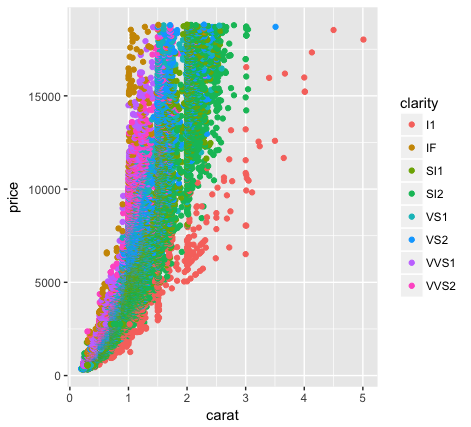 price
15000
10000
5000
0
0
1
2
3
4
5
carat
clarity
I1
IF
SI1
SI2
VS1
VS2
VVS1
VVS2